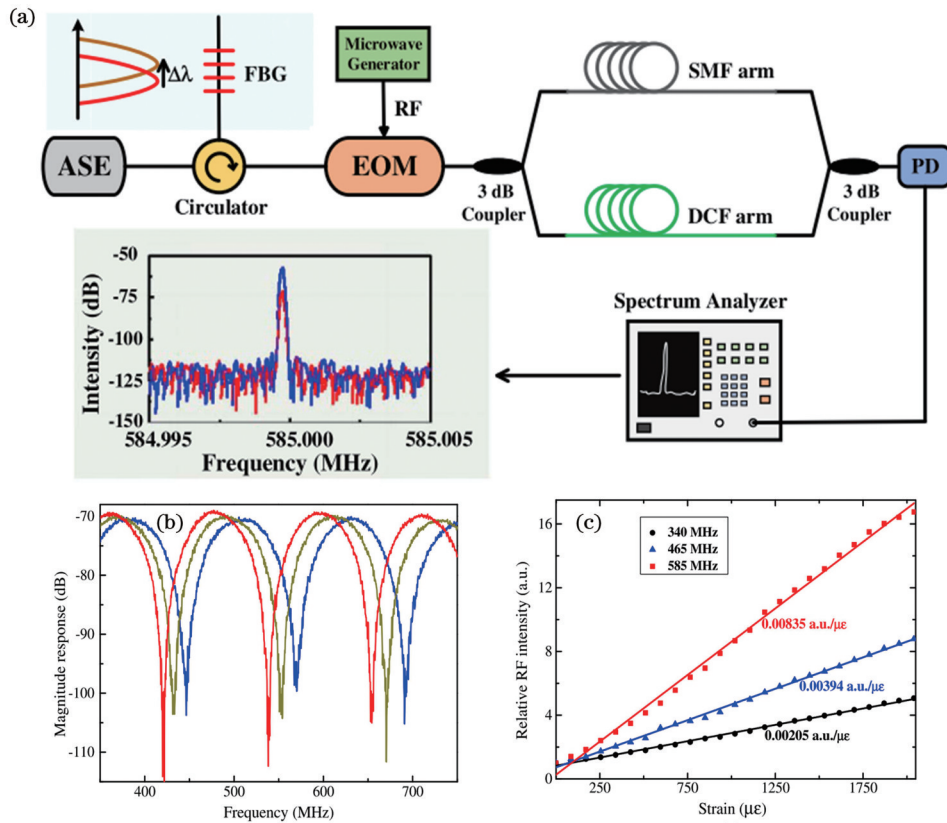 (a)
Δλ
FBG
Microwave
Generator
RF
SMF arm
ASE
Circulator
EOM
3 dB
Coupler
DCF arm
3 dB
Coupler
PD
-50
-75
-100
-125
-150
Intensity (dB)
584.995
585.000
585.005
Frequency (MHz)
Spectrum Analyzer
(b)
-70
-80
-90
-100
-110
Magnitude response (dB)
350
400
450
500
550
600
650
700
Frequency (MHz)
(c)
16
12
8
4
0
Relative RF intensity (a.u.)
340 MHz
465 MHz
585 MHz
0.00835 a.u./με
0.00394 a.u./με
0.00205 a.u./με
250
750
1250
1750
Strain (με)